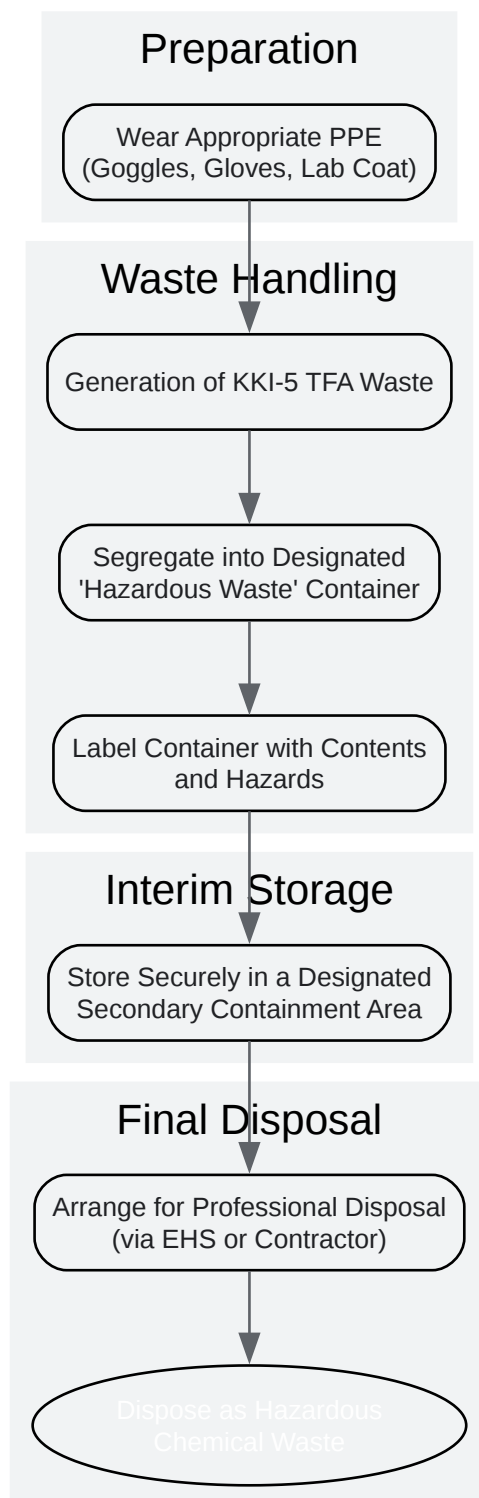 Preparation
Wear Appropriate PPE
(Goggles, Gloves, Lab Coat)
Waste Handling
Generation of KKI-5 TFA Waste
Segregate into Designated
'Hazardous Waste' Container
Label Container with Contents
and Hazards
Interim Storage
Store Securely in a Designated
Secondary Containment Area
Final Disposal
Arrange for Professional Disposal
(via EHS or Contractor)
Dispose as Hazardous
Chemical Waste